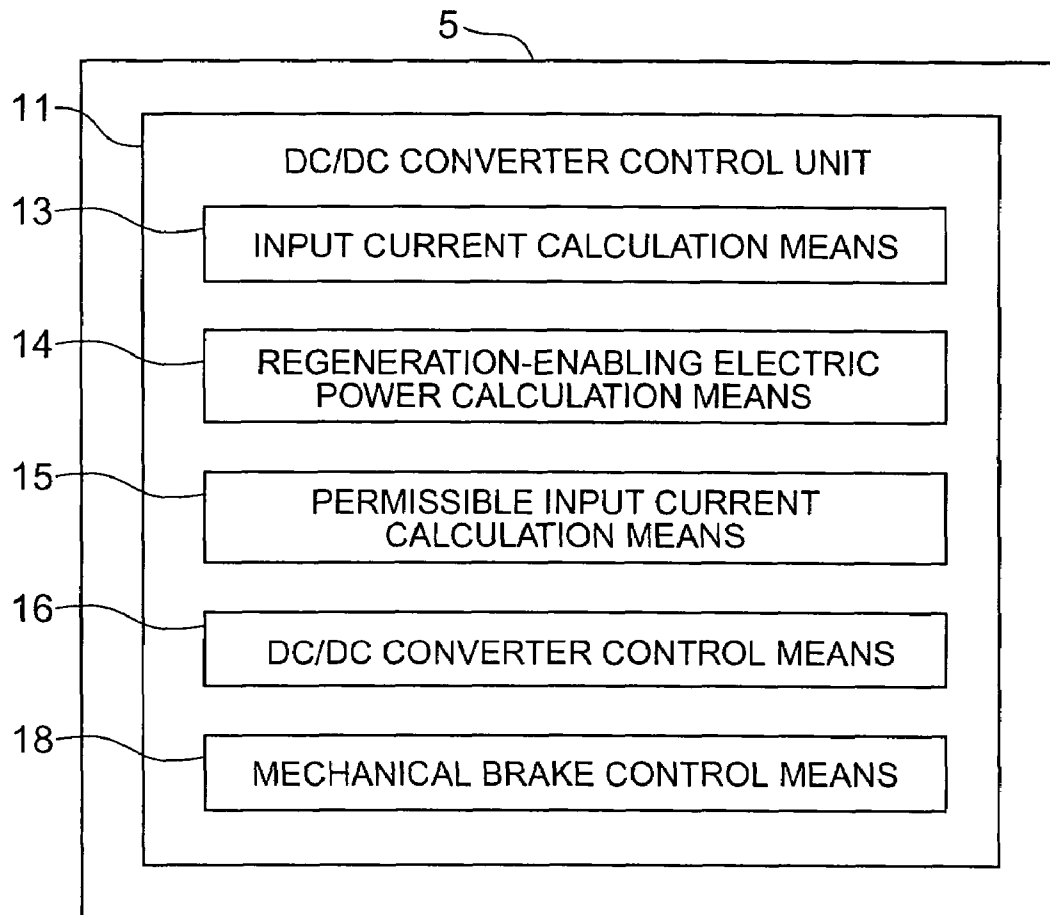 5
11
DC/DC CONVERTER CONTROL UNIT
13
INPUT CURRENT CALCULATION MEANS
14
REGENERATION-ENABLING ELECTRIC
POWER CALCULATION MEANS
15
PERMISSIBLE INPUT CURRENT
CALCULATION MEANS
16
DC/DC CONVERTER CONTROL MEANS
18
MECHANICAL BRAKE CONTROL MEANS